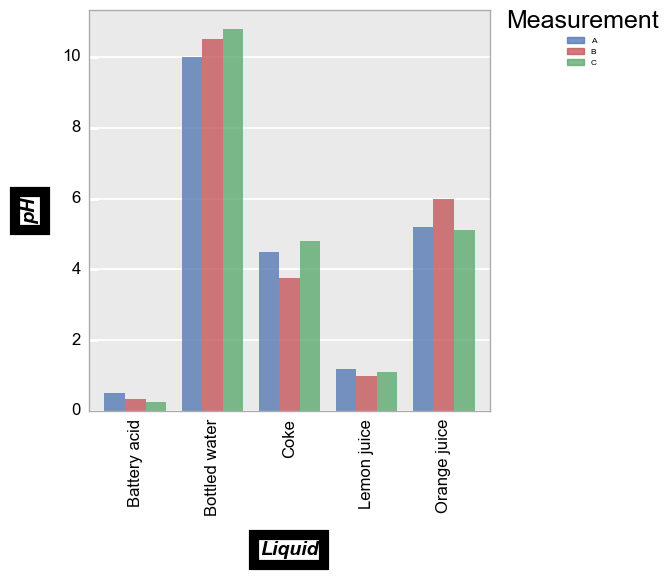 Measurement
A
B
C
10
8
6
4
2
0
pH
Battery acid
Bottled water
Coke
Lemon juice
Orange juice
Liquid